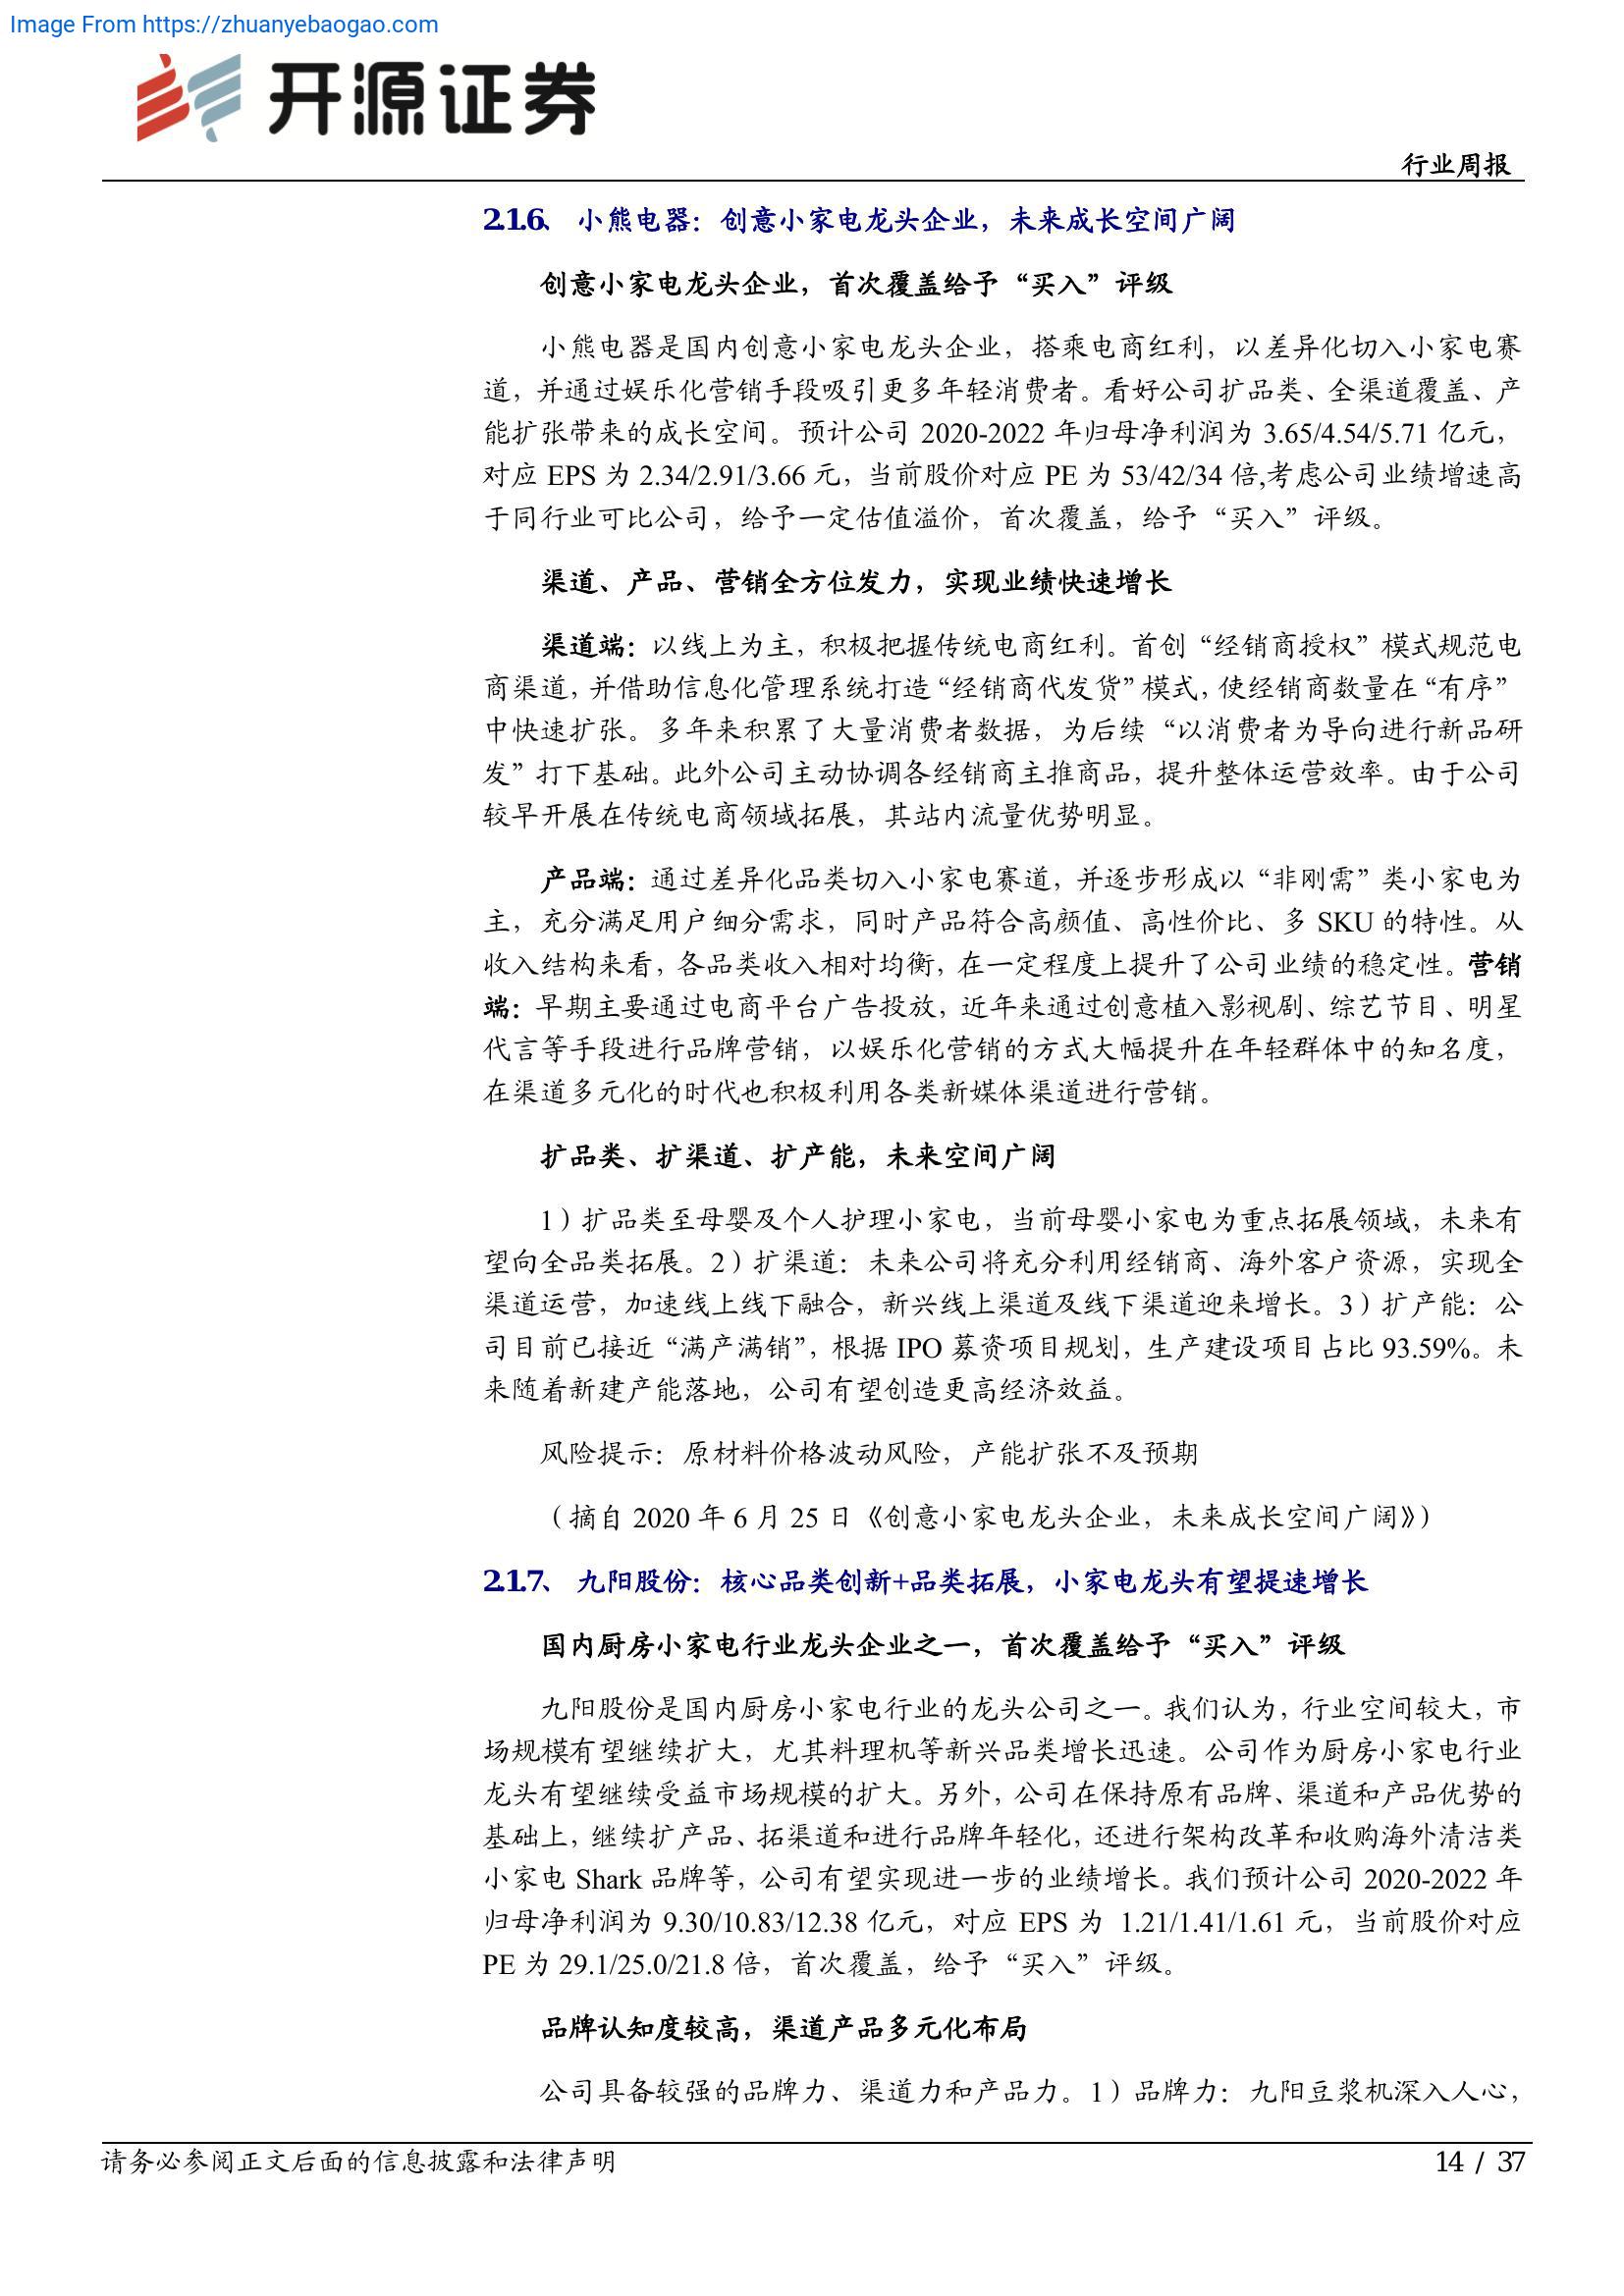 Image From https://zhuanyebaogao.com
开源证券
行业周报
2.1.6、 小熊电器：创意小家电龙头企业，未来成长空间广阔
创意小家电龙头企业，首次覆盖给予“买入”评级
小熊电器是国内创意小家电龙头企业，搭乘电商红利，以差异化切入小家电赛
道，并通过娱乐化营销手段吸引更多年轻消费者。看好公司扩品类、全渠道覆盖、产
能扩张带来的成长空间。预计公司 2020-2022 年归母净利润为 3.65/4.54/5.71 亿元，
对应 EPS 为 2.34/2.91/3.66 元，当前股价对应 PE 为 53/42/34 倍,考虑公司业绩增速高
于同行业可比公司，给予一定估值溢价，首次覆盖，给予“买入”评级。
渠道、产品、营销全方位发力，实现业绩快速增长
渠道端：以线上为主，积极把握传统电商红利。首创“经销商授权”模式规范电
商渠道，并借助信息化管理系统打造“经销商代发货”模式，使经销商数量在“有序”
中快速扩张。多年来积累了大量消费者数据，为后续“以消费者为导向进行新品研
发”打下基础。此外公司主动协调各经销商主推商品，提升整体运营效率。由于公司
较早开展在传统电商领域拓展，其站内流量优势明显。
产品端：通过差异化品类切入小家电赛道，并逐步形成以“非刚需”类小家电为
主，充分满足用户细分需求，同时产品符合高颜值、高性价比、多 SKU 的特性。从
收入结构来看，各品类收入相对均衡，在一定程度上提升了公司业绩的稳定性。营销
端：早期主要通过电商平台广告投放，近年来通过创意植入影视剧、综艺节目、明星
代言等手段进行品牌营销，以娱乐化营销的方式大幅提升在年轻群体中的知名度，
在渠道多元化的时代也积极利用各类新媒体渠道进行营销。
扩品类、扩渠道、扩产能，未来空间广阔
1）扩品类至母婴及个人护理小家电，当前母婴小家电为重点拓展领域，未来有
望向全品类拓展。2）扩渠道：未来公司将充分利用经销商、海外客户资源，实现全
渠道运营，加速线上线下融合，新兴线上渠道及线下渠道迎来增长。3）扩产能：公
司目前已接近“满产满销”，根据 IPO 募资项目规划，生产建设项目占比 93.59%。未
来随着新建产能落地，公司有望创造更高经济效益。
风险提示：原材料价格波动风险，产能扩张不及预期
（摘自 2020 年 6 月 25 日《创意小家电龙头企业，未来成长空间广阔》）
2.1.7、 九阳股份：核心品类创新+品类拓展，小家电龙头有望提速增长
国内厨房小家电行业龙头企业之一，首次覆盖给予“买入”评级
九阳股份是国内厨房小家电行业的龙头公司之一。我们认为，行业空间较大，市
场规模有望继续扩大，尤其料理机等新兴品类增长迅速。公司作为厨房小家电行业
龙头有望继续受益市场规模的扩大。另外，公司在保持原有品牌、渠道和产品优势的
基础上，继续扩产品、拓渠道和进行品牌年轻化，还进行架构改革和收购海外清洁类
小家电 Shark 品牌等，公司有望实现进一步的业绩增长。我们预计公司 2020-2022 年
归母净利润为 9.30/10.83/12.38 亿元，对应 EPS 为 1.21/1.41/1.61 元，当前股价对应
PE 为 29.1/25.0/21.8 倍，首次覆盖，给予“买入”评级。
品牌认知度较高，渠道产品多元化布局
公司具备较强的品牌力、渠道力和产品力。1）品牌力：九阳豆浆机深入人心，
请务必参阅正文后面的信息披露和法律声明
14 / 37